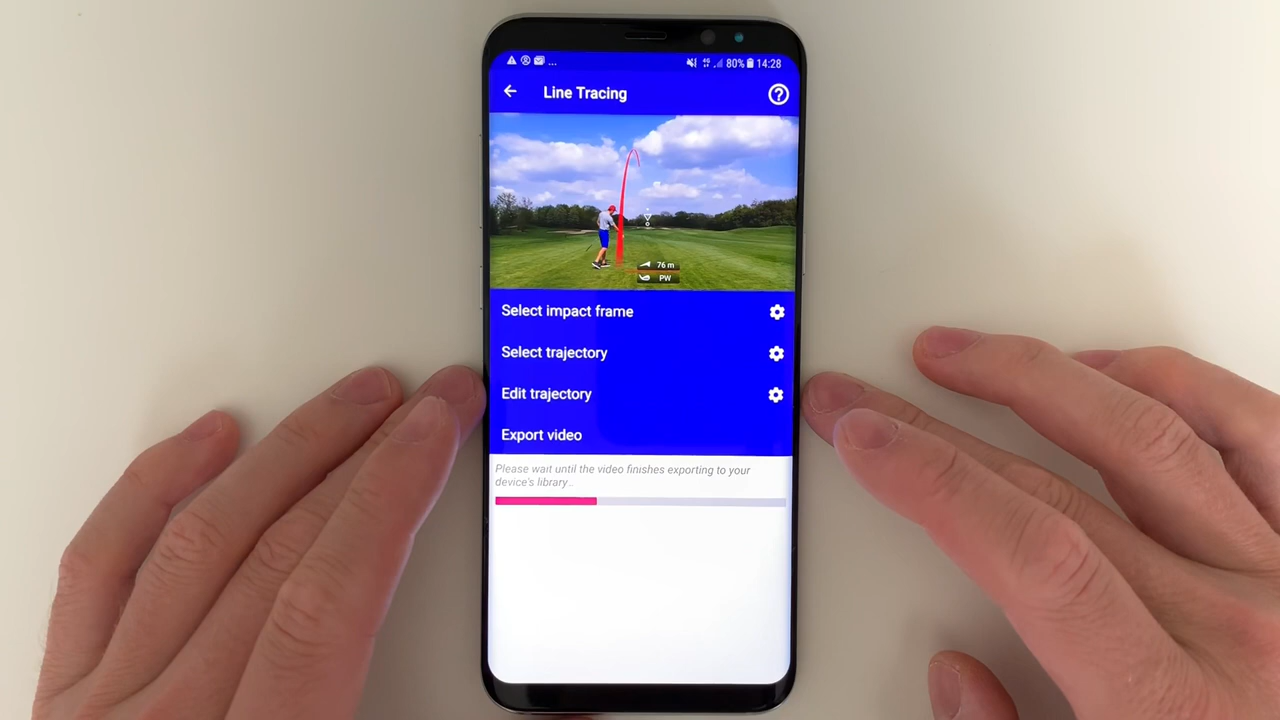 ... 80% 14:28
Line Tracing
76 m
PW
Select impact frame
Select trajectory
Edit trajectory
Export video
Please wait until the video finishes exporting to your
device's library...